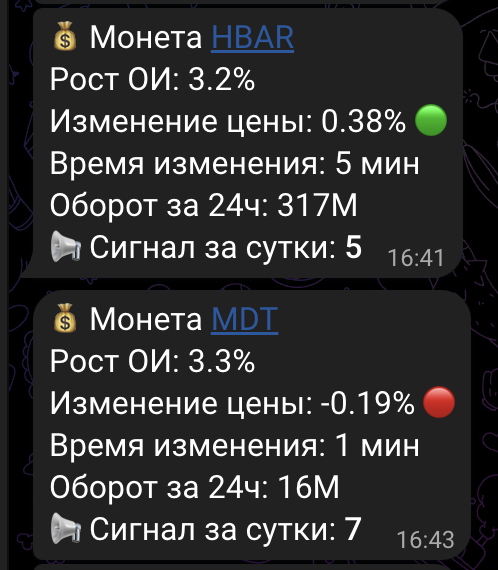 💰 Монета HBAR
Рост ОИ: 3.2%
Изменение цены: 0.38% 🟢
Время изменения: 5 мин
Оборот за 24ч: 317M
📢 Сигнал за сутки: 5
16:41
💰 Монета MDT
Рост ОИ: 3.3%
Изменение цены: -0.19% 🔴
Время изменения: 1 мин
Оборот за 24ч: 16M
📢 Сигнал за сутки: 7
16:43